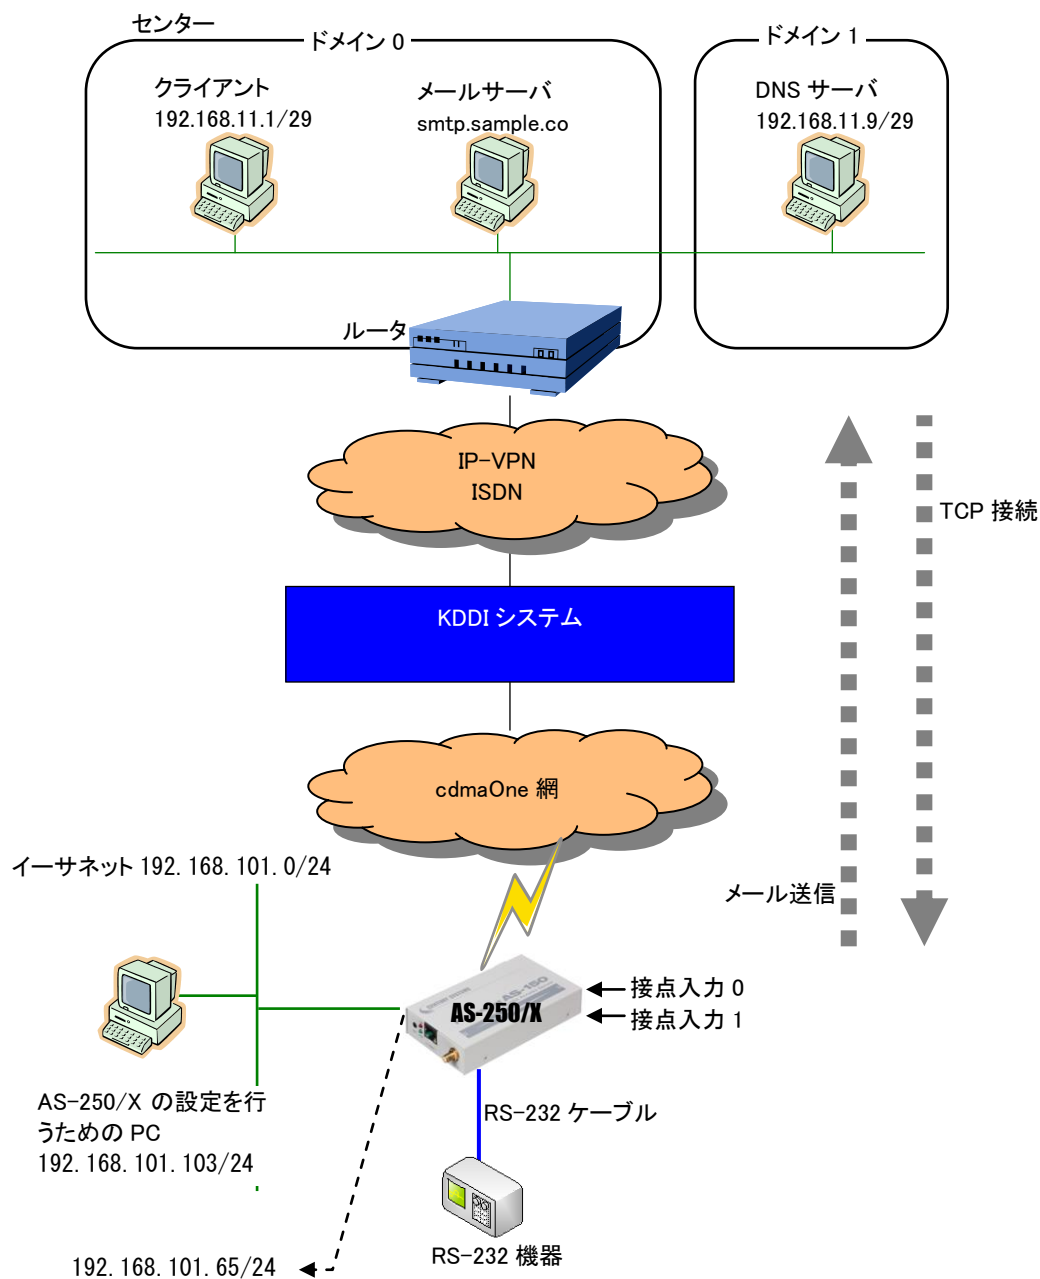 センター
ドメイン 0
ドメイン 1
クライアント
192.168.11.1/29
メールサーバ
smtp.sample.co
DNS サーバ
192.168.11.9/29
ルータ
IP-VPN
ISDN
TCP 接続
KDDI システム
cdmaOne 網
イーサネット 192.168.101.0/24
メール送信
AS-150
AS-250/X
接点入力 0
接点入力 1
AS-250/X の設定を行
うための PC
192.168.101.103/24
RS-232 ケーブル
RS-232 機器
192.168.101.65/24